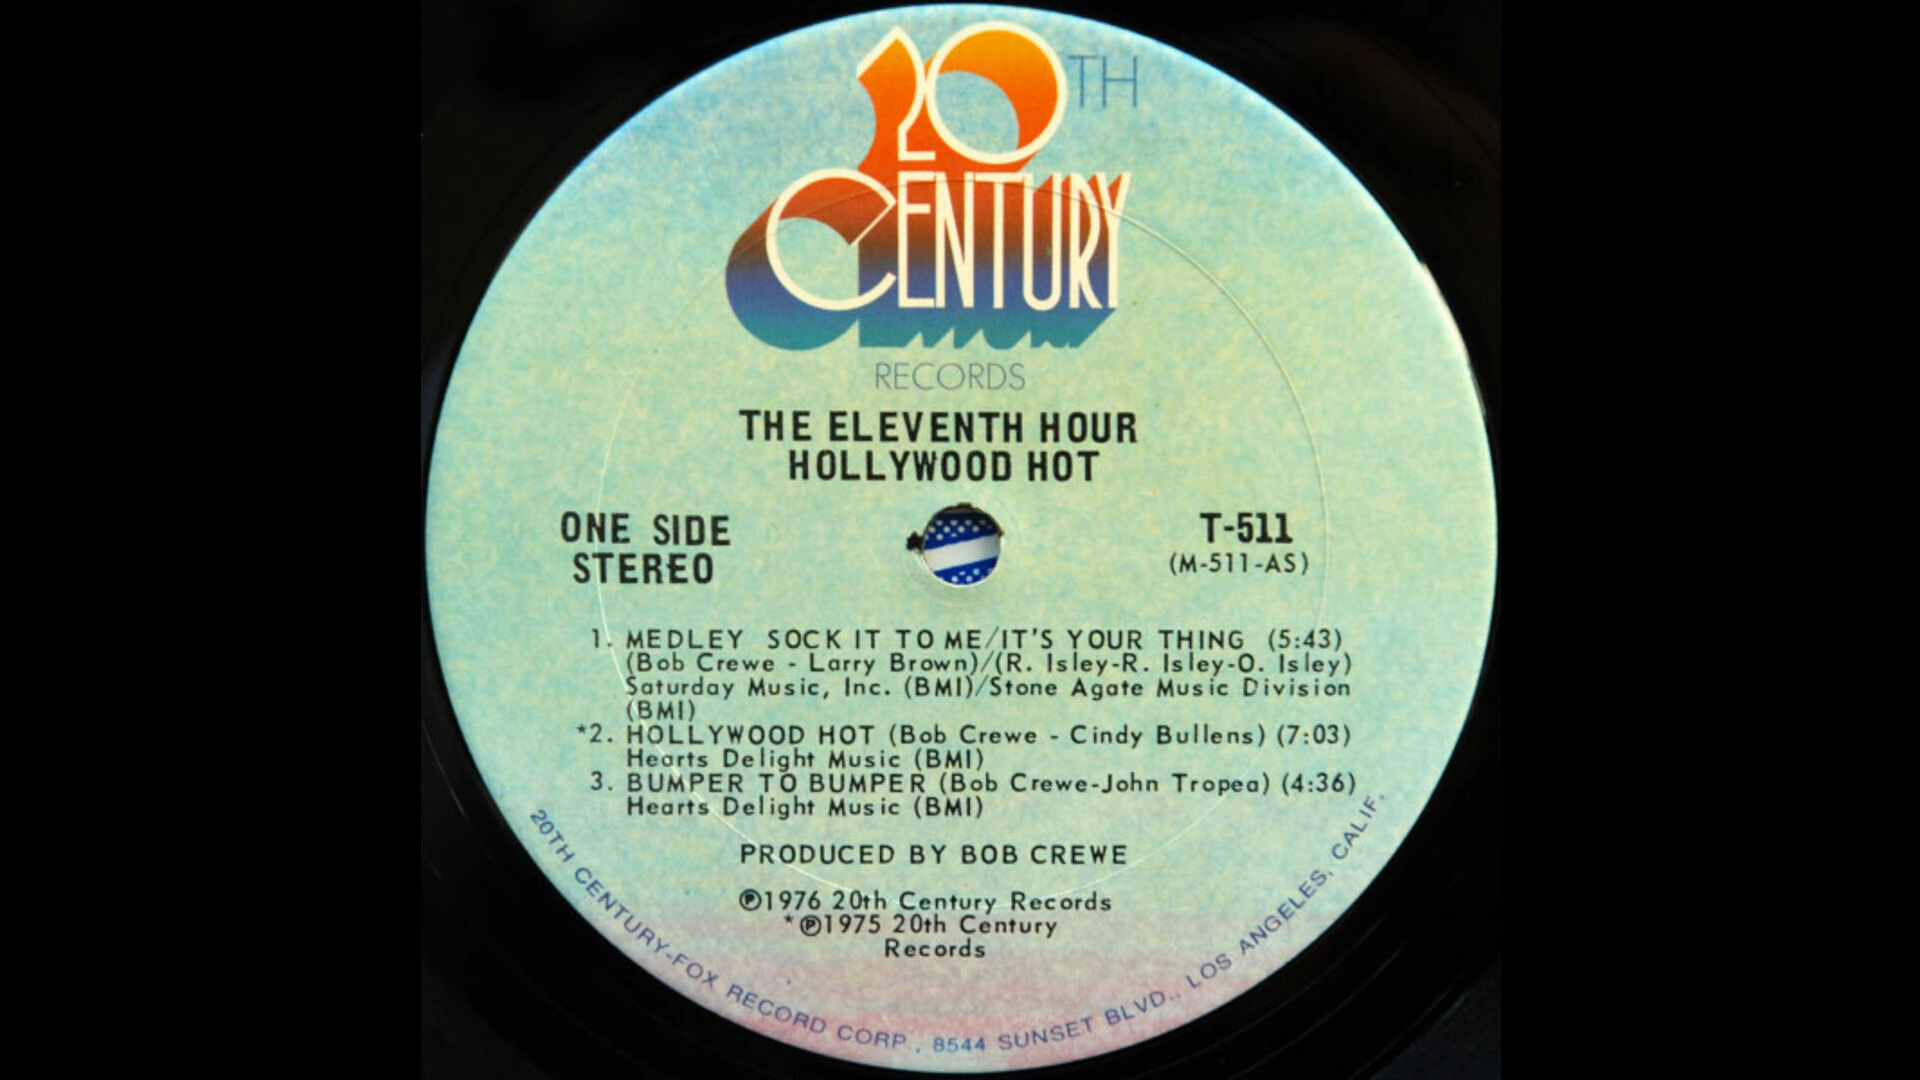 20TH
CENTURY
RECORDS
THE ELEVENTH HOUR
HOLLYWOOD HOT
ONE SIDE
STEREO
T-511
(M-511-AS)
1. MEDLEY SOCK IT TO ME/IT'S YOUR THING (5:43)
(Bob Crewe - Larry Brown)/(R. Isley-R. Isley-O. Isley)
Saturday Music, Inc. (BMI)/Stone Agate Music Division
(BMI)
*2. HOLLYWOOD HOT (Bob Crewe - Cindy Bullens) (7:03)
Hearts Delight Music (BMI)
3. BUMPER TO BUMPER (Bob Crewe-John Tropea) (4:36)
Hearts Delight Music (BMI)
PRODUCED BY BOB CREWE
℗1976 20th Century Records
*℗1975 20th Century
Records
20TH CENTURY-FOX RECORD CORP., 8544 SUNSET BLVD., LOS ANGELES, CALIF.